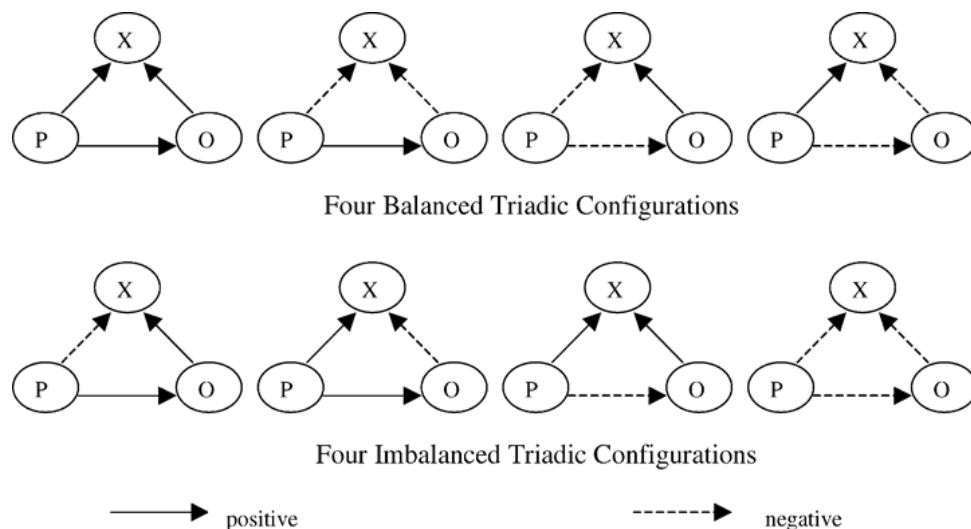 X X X X
P O P O P O P O
Four Balanced Triadic Configurations
X X X X
P O P O P O P O
Four Imbalanced Triadic Configurations
positive negative